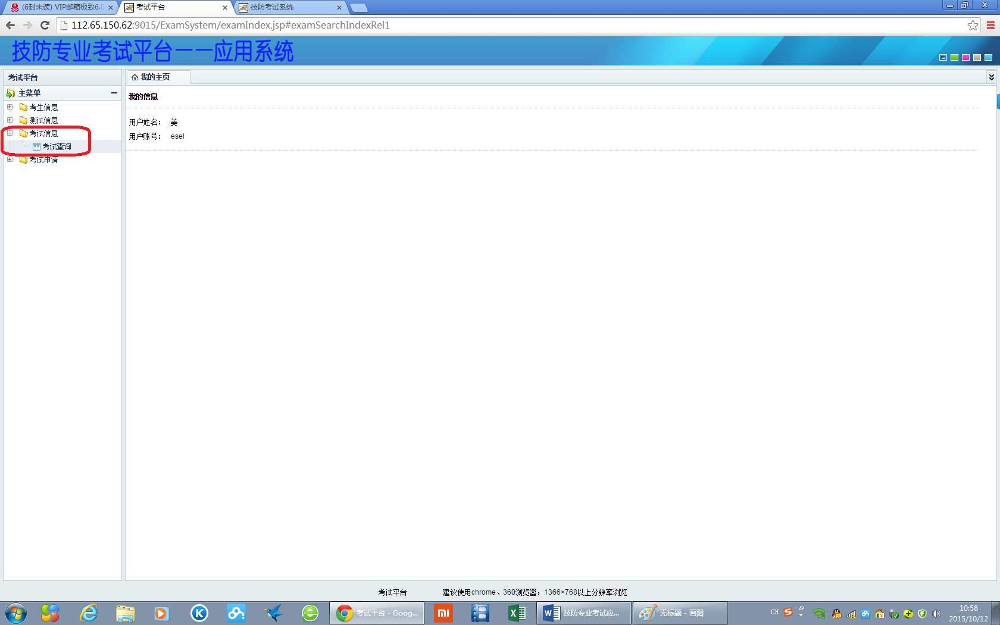 (6封未读) VIP邮箱极致6.0
考试平台
技防考试系统
112.65.150.62:9015/ExamSystem/examIndex.jsp#examSearchIndexRel1
技防专业考试平台——应用系统
考试平台
主菜单
考生信息
测试信息
考试信息
考试查询
考试申请
我的主页
我的信息
用户姓名： 姜
用户账号： esel
考试平台 建议使用chrome、360浏览器，1366×768以上分辨率浏览
考试平台 - Goog...
技防专业考试应...
无标题 - 画图
CH
10:58
2015/10/12